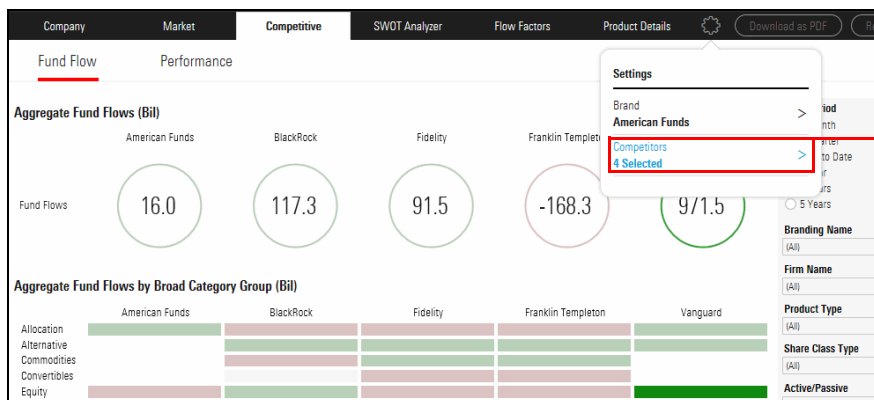 Company Market Competitive SWOT Analyzer Flow Factors Product Details Download as PDF
Fund Flow Performance
Settings
Brand
American Funds
Competitors
4 Selected
Aggregate Fund Flows (Bil)
American Funds BlackRock Fidelity Franklin
Fund Flows 16.0 117.3 91.5 -168.3 971.5
to Date
5 Years
Branding Name
(All)
Firm Name
(All)
Product Type
(All)
Share Class Type
(All)
Active/Passive
Aggregate Fund Flows by Broad Category Group (Bil)
American Funds BlackRock Fidelity Franklin Templeton Vanguard
Allocation
Alternative
Commodities
Convertibles
Equity